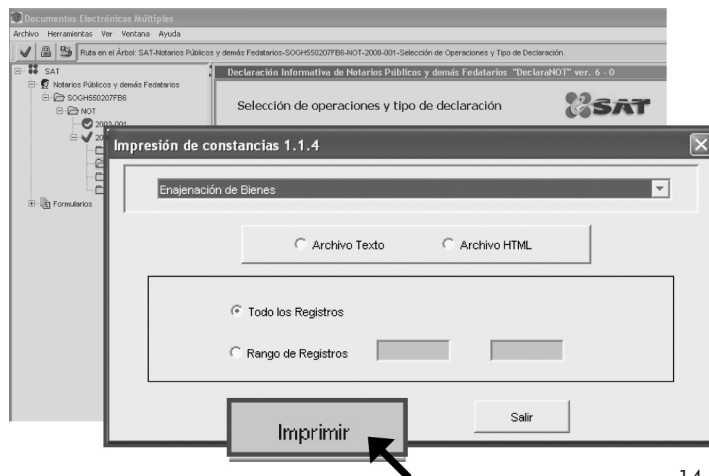 Documentos Electrónicos Múltiples
Archivo Herramientas Ver Ventana Ayuda
Ruta en el Árbol: SAT-Notarios Públicos y demás Fedatarios-SOGH550207FB6-NOT-2008-001-Selección de Operaciones y Tipo de Declaración.
SAT
Notarios Públicos y demás Fedatarios
SOGH550207FB6
NOT
2003-001
20
Formularios
Declaración Informativa de Notarios Públicos y demás Fedatarios "DeclaraNOT" ver. 6 - 0
Selección de operaciones y tipo de declaración
SAT
Impresión de constancias 1.1.4
Enajenación de Bienes
Archivo Texto
Archivo HTML
Todo los Registros
Rango de Registros
Imprimir
Salir
14